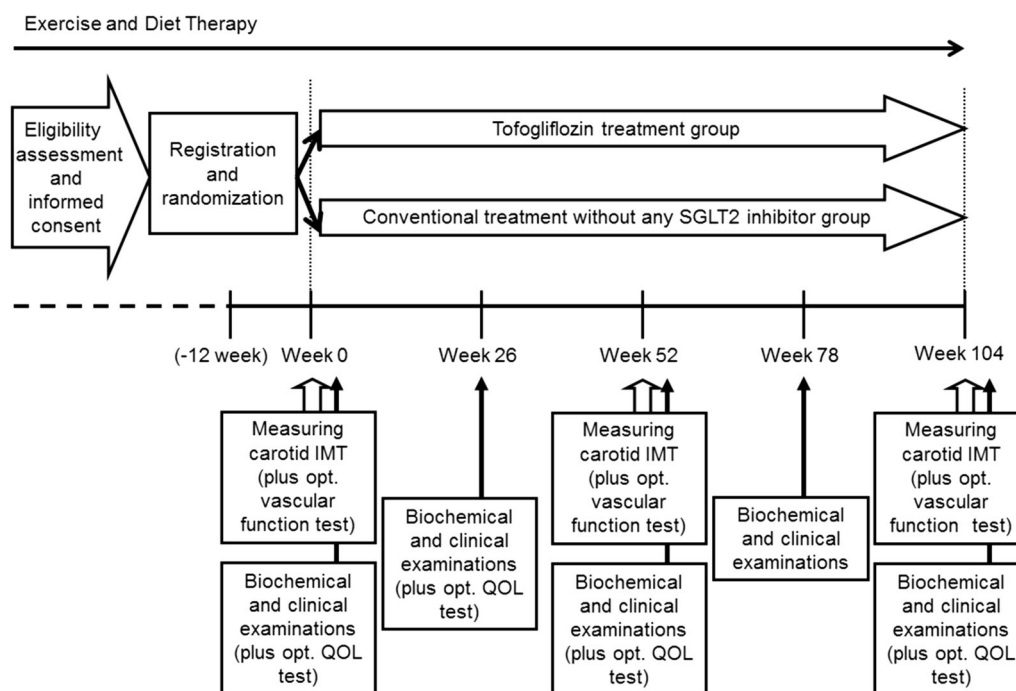 Exercise and Diet Therapy
Eligibility
assessment
and
informed
consent
Registration
and
randomization
Tofogliflozin treatment group
Conventional treatment without any SGLT2 inhibitor group
(-12 week)
Week 0
Week 26
Week 52
Week 78
Week 104
Measuring
carotid IMT
(plus opt.
vascular
function test)
Biochemical
and clinical
examinations
(plus opt. QOL
test)
Biochemical
and clinical
examinations
(plus opt. QOL
test)
Measuring
carotid IMT
(plus opt.
vascular
function test)
Biochemical
and clinical
examinations
(plus opt. QOL
test)
Biochemical
and clinical
examinations
Measuring
carotid IMT
(plus opt.
vascular
function test)
Biochemical
and clinical
examinations
(plus opt. QOL
test)